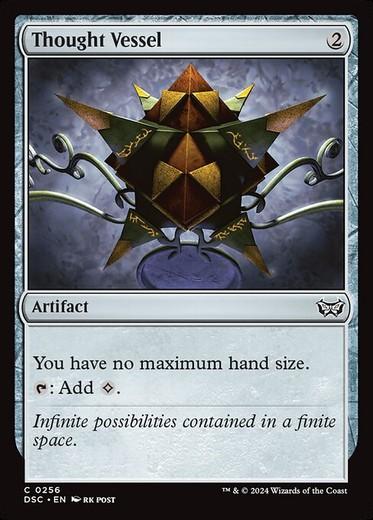 Thought Vessel 2
Artifact
You have no maximum hand size.
: Add .
Infinite possibilities contained in a finite
space.
C 0256
DSC • EN RK POST
™ & © 2024 Wizards of the Coast